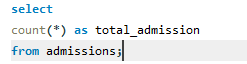 select
count(*) as total_admission
from admissions;